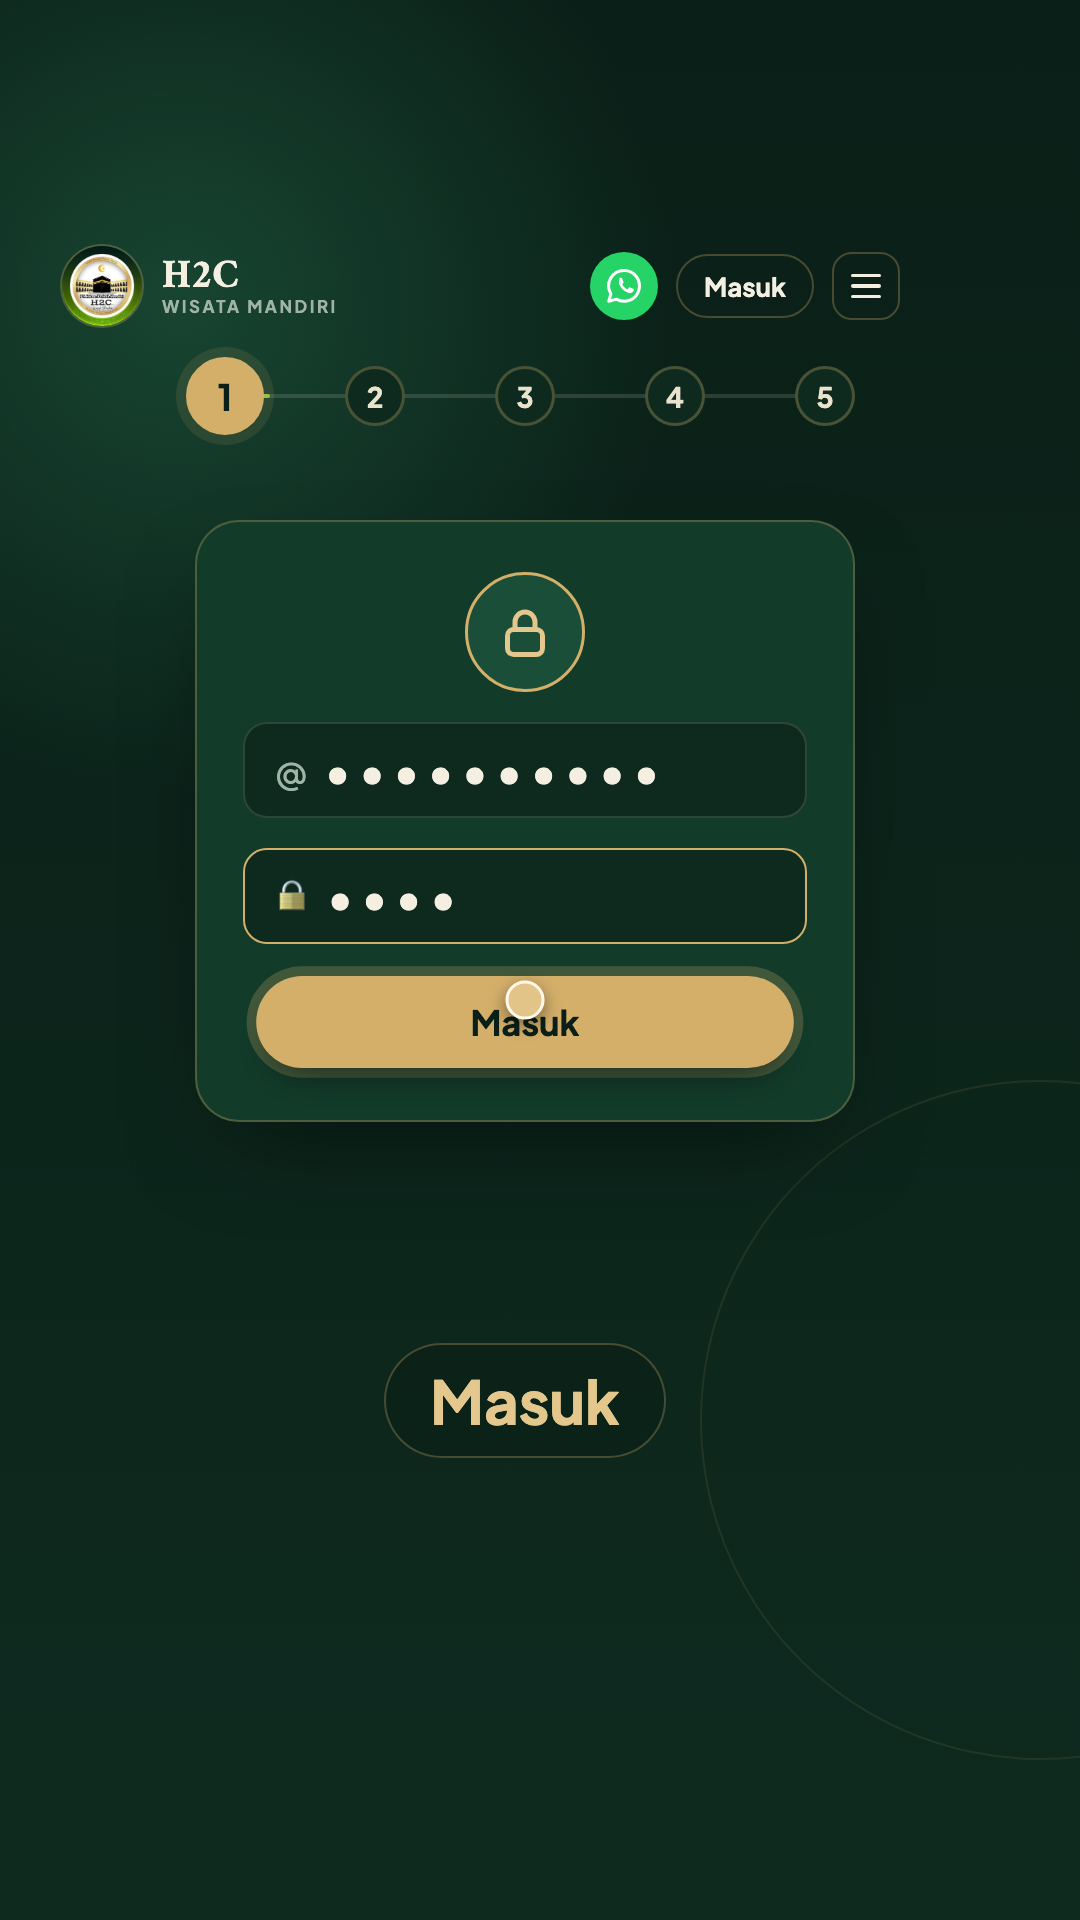 H2C
WISATA MANDIRI
Masuk
1
2
3
4
5
@ ● ● ● ● ● ● ● ● ● ●
● ● ● ●
Masuk
Masuk